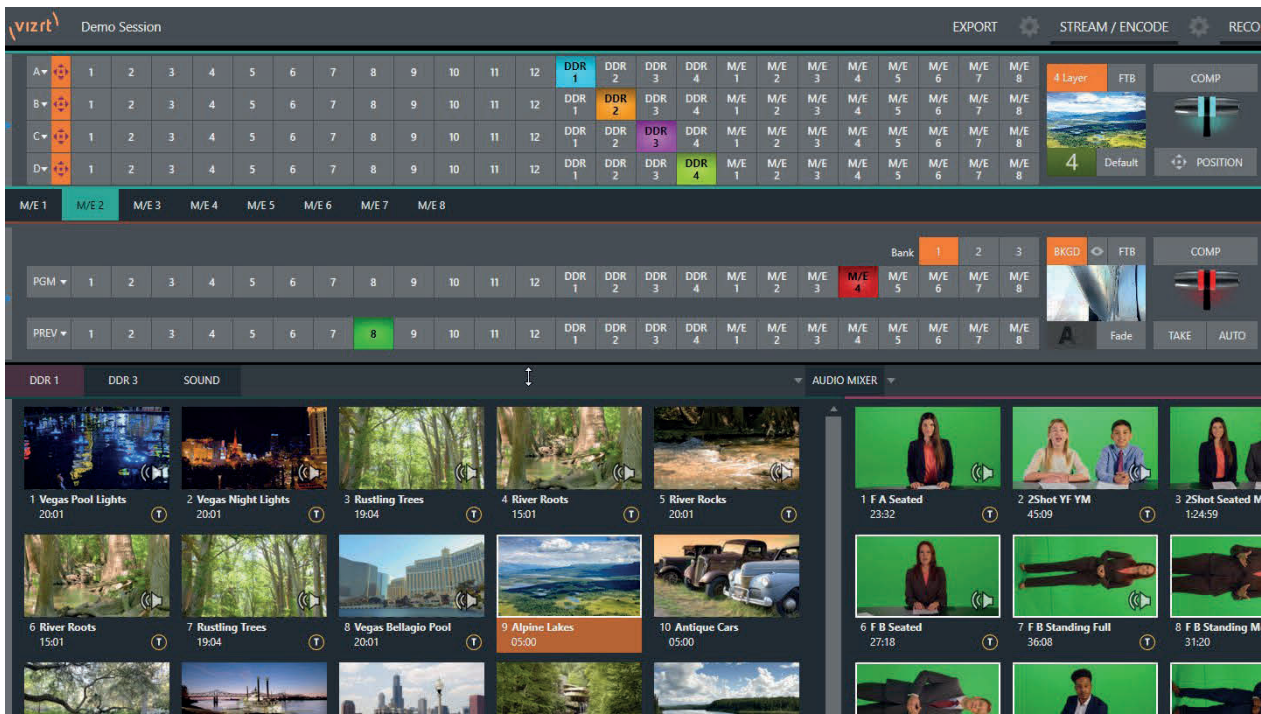 vizrt Demo Session EXPORT STREAM / ENCODE RECO
A 1 2 3 4 5 6 7 8 9 10 11 12 DDR 1 DDR 2 DDR 3 DDR 4 M/E 1 M/E 2 M/E 3 M/E 4 M/E 5 M/E 6 M/E 7 M/E 8 4 Layer FTB COMP
B 1 2 3 4 5 6 7 8 9 10 11 12 DDR 1 DDR 2 DDR 3 DDR 4 M/E 1 M/E 2 M/E 3 M/E 4 M/E 5 M/E 6 M/E 7 M/E 8
C 1 2 3 4 5 6 7 8 9 10 11 12 DDR 1 DDR 2 DDR 3 DDR 4 M/E 1 M/E 2 M/E 3 M/E 4 M/E 5 M/E 6 M/E 7 M/E 8
D 1 2 3 4 5 6 7 8 9 10 11 12 DDR 1 DDR 2 DDR 3 DDR 4 M/E 1 M/E 2 M/E 3 M/E 4 M/E 5 M/E 6 M/E 7 M/E 8 4 Default POSITION
M/E 1 M/E 2 M/E 3 M/E 4 M/E 5 M/E 6 M/E 7 M/E 8
Bank 1 2 3 BKGD FTB COMP
PGM 1 2 3 4 5 6 7 8 9 10 11 12 DDR 1 DDR 2 DDR 3 DDR 4 M/E 1 M/E 2 M/E 3 M/E 4 M/E 5 M/E 6 M/E 7 M/E 8
PREV 1 2 3 4 5 6 7 8 9 10 11 12 DDR 1 DDR 2 DDR 3 DDR 4 M/E 1 M/E 2 M/E 3 M/E 4 M/E 5 M/E 6 M/E 7 M/E 8 A Fade TAKE AUTO
DDR 1 DDR 3 SOUND AUDIO MIXER
1 Vegas Pool Lights 2 Vegas Night Lights 3 Rustling Trees 4 River Roots 5 River Rocks 1 F A Seated 2 2Shot YF YM 3 2Shot Seated M
20:01 T 20:01 T 19:04 T 15:01 T 20:01 T 23:32 T 45:09 T 1:24:59
6 River Roots 7 Rustling Trees 8 Vegas Bellagio Pool 9 Alpine Lakes 10 Antique Cars 6 F B Seated 7 F B Standing Full 8 F B Standing M
15:01 T 19:04 T 20:01 T 05:00 05:00 27:18 T 36:08 T 31:20